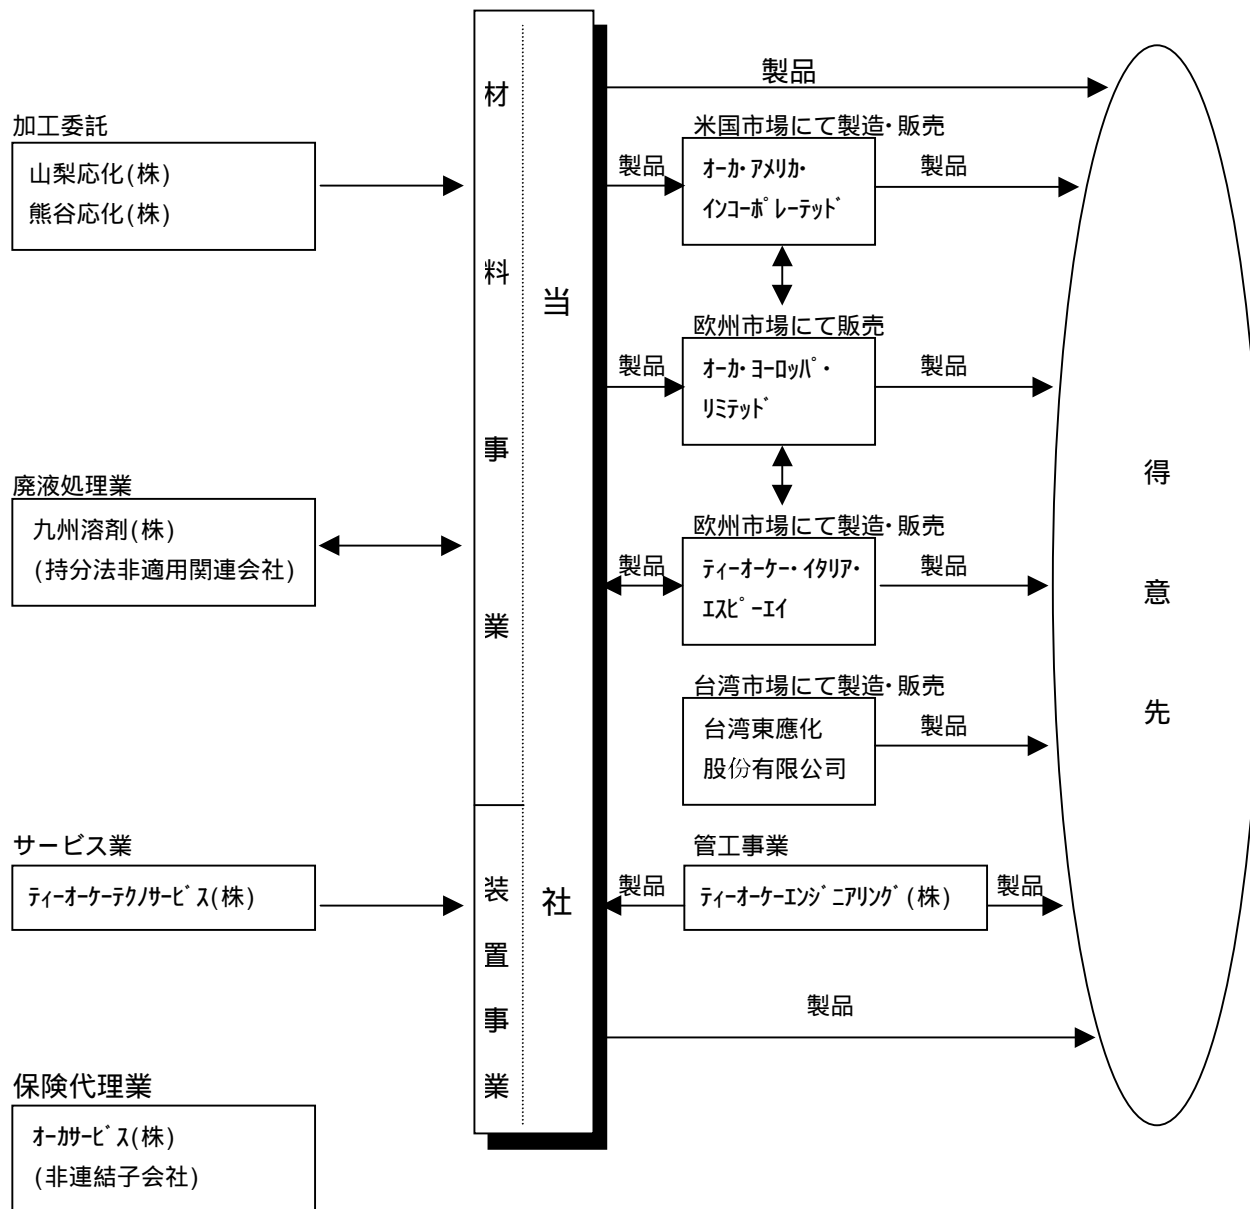 加工委託
山梨応化(株)
熊谷応化(株)
廃液処理業
九州溶剤(株)
(持分法非適用関連会社)
サービス業
ティーオーケーテクノサービス(株)
保険代理業
オーカサービス(株)
(非連結子会社)
材料事業
装置事業
当社
製品
米国市場にて製造・販売
製品
オーカ・アメリカ・
インコーポレーテッド
製品
欧州市場にて販売
製品
オーカ・ヨーロッパ・
リミテッド
製品
欧州市場にて製造・販売
製品
ティーオーケー・イタリア・
エスピーエイ
製品
台湾市場にて製造・販売
台湾東應化
股份有限公司
製品
管工事業
製品
ティーオーケーエンジニアリング(株)
製品
製品
得意先